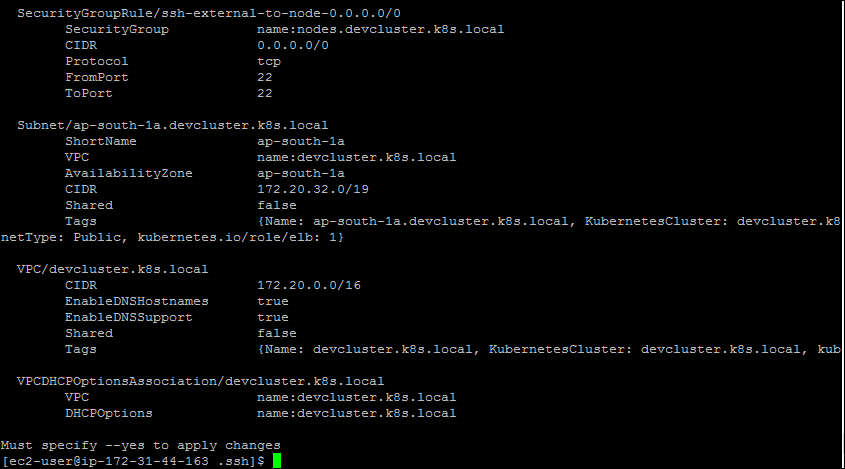 SecurityGroupRule/ssh-external-to-node-0.0.0.0/0
SecurityGroup name:nodes.devcluster.k8s.local
CIDR 0.0.0.0/0
Protocol tcp
FromPort 22
ToPort 22
Subnet/ap-south-1a.devcluster.k8s.local
ShortName ap-south-1a
VPC name:devcluster.k8s.local
AvailabilityZone ap-south-1a
CIDR 172.20.32.0/19
Shared false
Tags {Name: ap-south-1a.devcluster.k8s.local, KubernetesCluster: devcluster.k8
netType: Public, kubernetes.io/role/elb: 1}
VPC/devcluster.k8s.local
CIDR 172.20.0.0/16
EnableDNSHostnames true
EnableDNSSupport true
Shared false
Tags {Name: devcluster.k8s.local, KubernetesCluster: devcluster.k8s.local, kub
VPCDHCPOptionsAssociation/devcluster.k8s.local
VPC name:devcluster.k8s.local
DHCPOptions name:devcluster.k8s.local
Must specify --yes to apply changes
[ec2-user@ip-172-31-44-163 .ssh]$